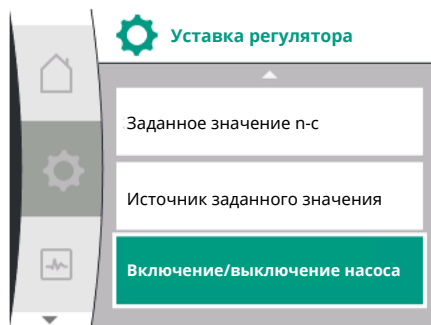 Уставка регулятора
Заданное значение n-c
Источник заданного значения
Включение/выключение насоса